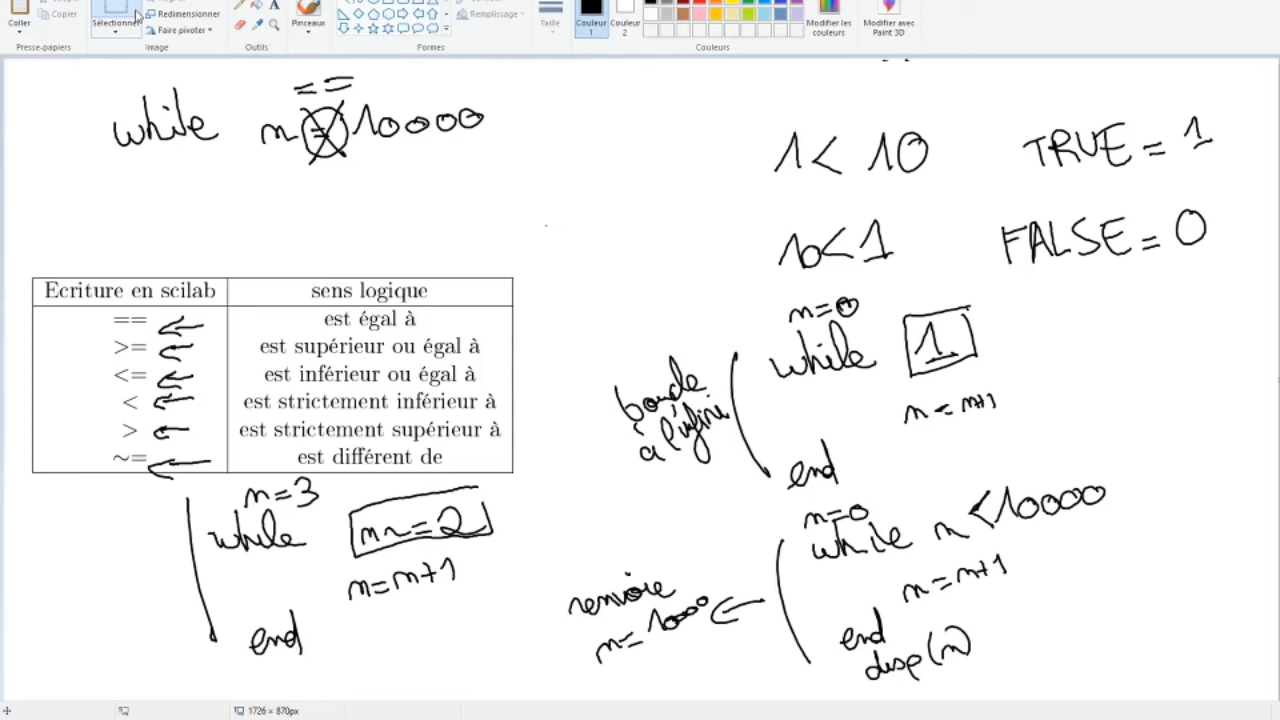 Coller
Copier
Presse-papiers
Sélectionner
Redimensionner
Faire pivoter
Image
Outils
Pinceaux
Contour
Remplissage
Formes
Taille
Couleur
1
Couleur
2
Modifier les
couleurs
Modifier avec
Paint 3D
Couleurs
==
while n = 10000
1 < 10 TRUE = 1
10 < 1 FALSE = 0
Ecriture en scilab sens logique
== est égal à
>= est supérieur ou égal à
<= est inférieur ou égal à
< est strictement inférieur à
> est strictement supérieur à
~= est différent de
n=3
while n~=2
n=n+1
end
n=0
while 1
n=n+1
end
boucle
à l'infini
n=0
while n <10000
n=n+1
end
disp(n)
renvoie
1726 × 870px